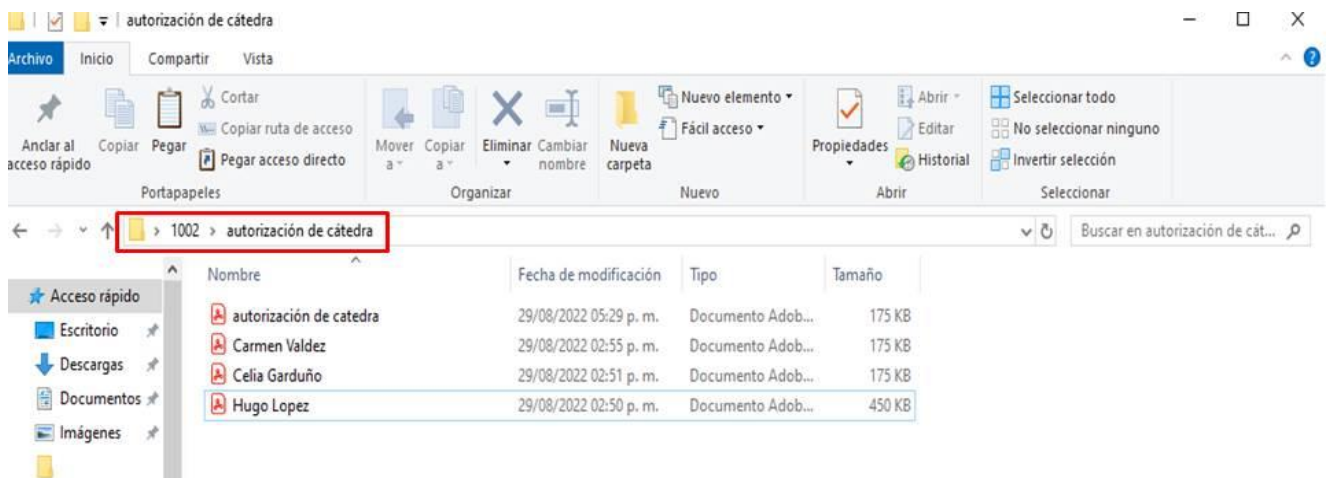 autorización de cátedra
Archivo Inicio Compartir Vista
Anclar al acceso rápido
Copiar
Pegar
Cortar
Copiar ruta de acceso
Pegar acceso directo
Portapapeles
Mover a
Copiar a
Eliminar
Cambiar nombre
Organizar
Nueva carpeta
Nuevo elemento
Fácil acceso
Nuevo
Propiedades
Abrir
Editar
Historial
Abrir
Seleccionar todo
No seleccionar ninguno
Invertir selección
Seleccionar
1002 > autorización de cátedra
Buscar en autorización de cát...
Nombre Fecha de modificación Tipo Tamaño
autorización de catedra 29/08/2022 05:29 p. m. Documento Adob... 175 KB
Carmen Valdez 29/08/2022 02:55 p. m. Documento Adob... 175 KB
Celia Garduño 29/08/2022 02:51 p. m. Documento Adob... 175 KB
Hugo Lopez 29/08/2022 02:50 p. m. Documento Adob... 450 KB
Acceso rápido
Escritorio
Descargas
Documentos
Imágenes